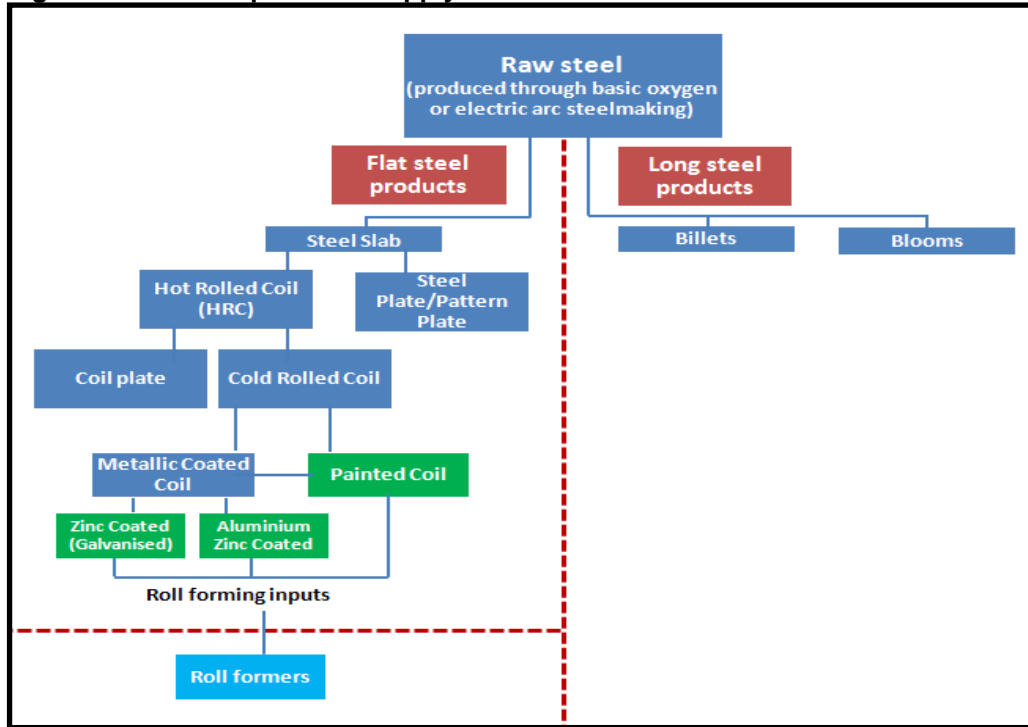 Raw steel
(produced through basic oxygen
or electric arc steelmaking)
Flat steel
products
Long steel
products
Steel Slab
Billets
Blooms
Hot Rolled Coil
(HRC)
Steel
Plate/Pattern
Plate
Coil plate
Cold Rolled Coil
Metallic Coated
Coil
Painted Coil
Zinc Coated
(Galvanised)
Aluminium
Zinc Coated
Roll forming inputs
Roll formers